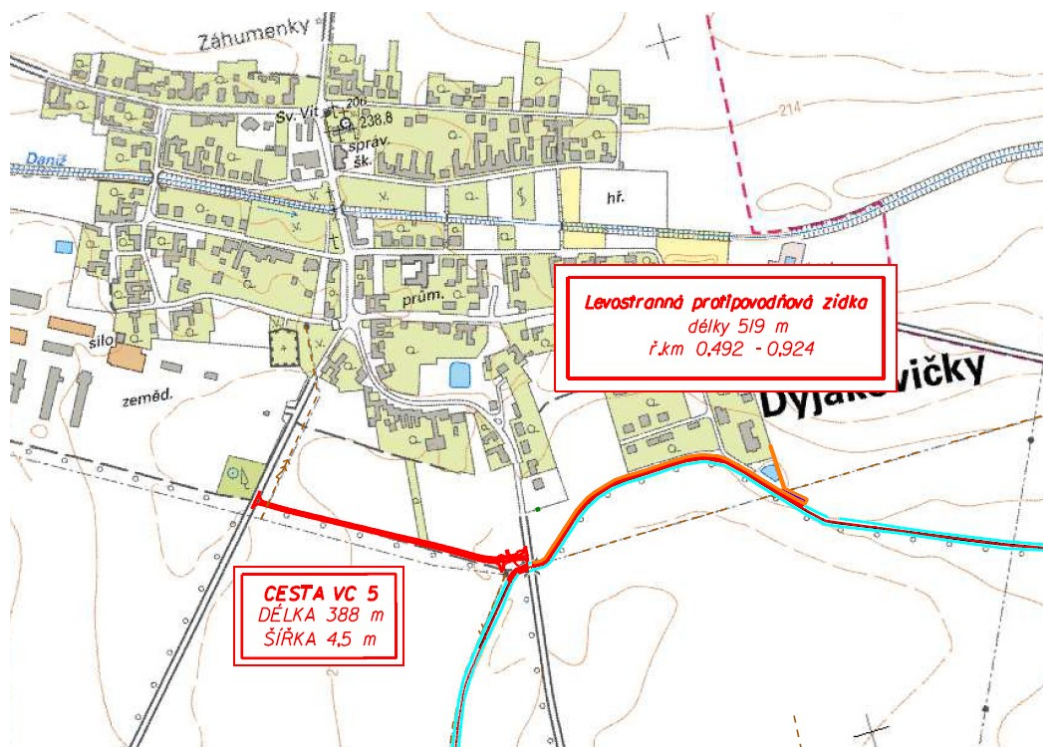 Záhumenky
214
Sv. Vít
206
238,8
správ.
šk.
Daníž
hř.
Levostranná protipovodňová zídka
délky 519 m
ř.km 0.492 - 0.924
prům.
silo
zeměd.
CESTA VC 5
DÉLKA 388 m
ŠÍŘKA 4,5 m